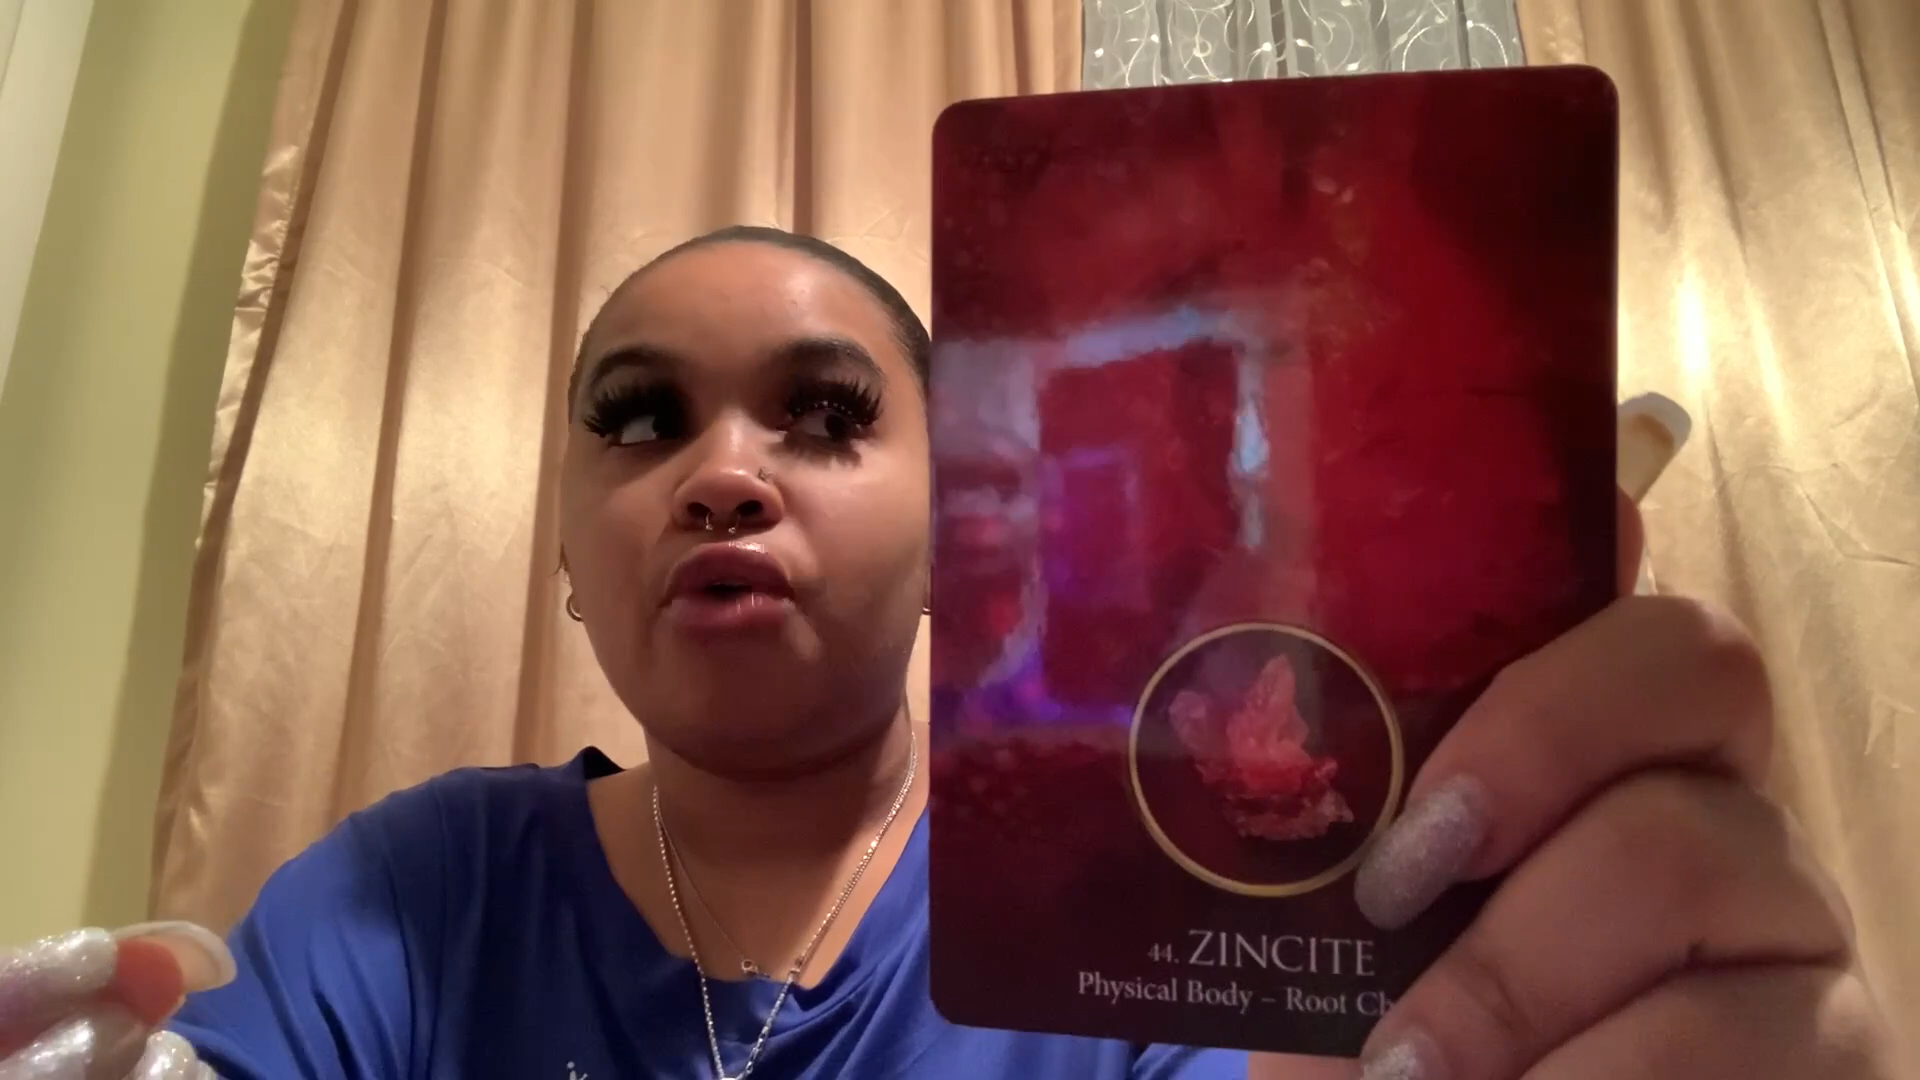 44. ZINCITE
Physical Body – Root